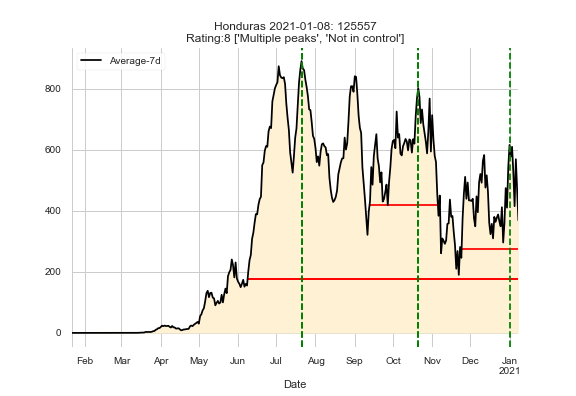 Honduras 2021-01-08: 125557
Rating:8 ['Multiple peaks', 'Not in control']
Average-7d
800
600
400
200
0
Feb Mar Apr May Jun Jul Aug Sep Oct Nov Dec Jan
2021
Date